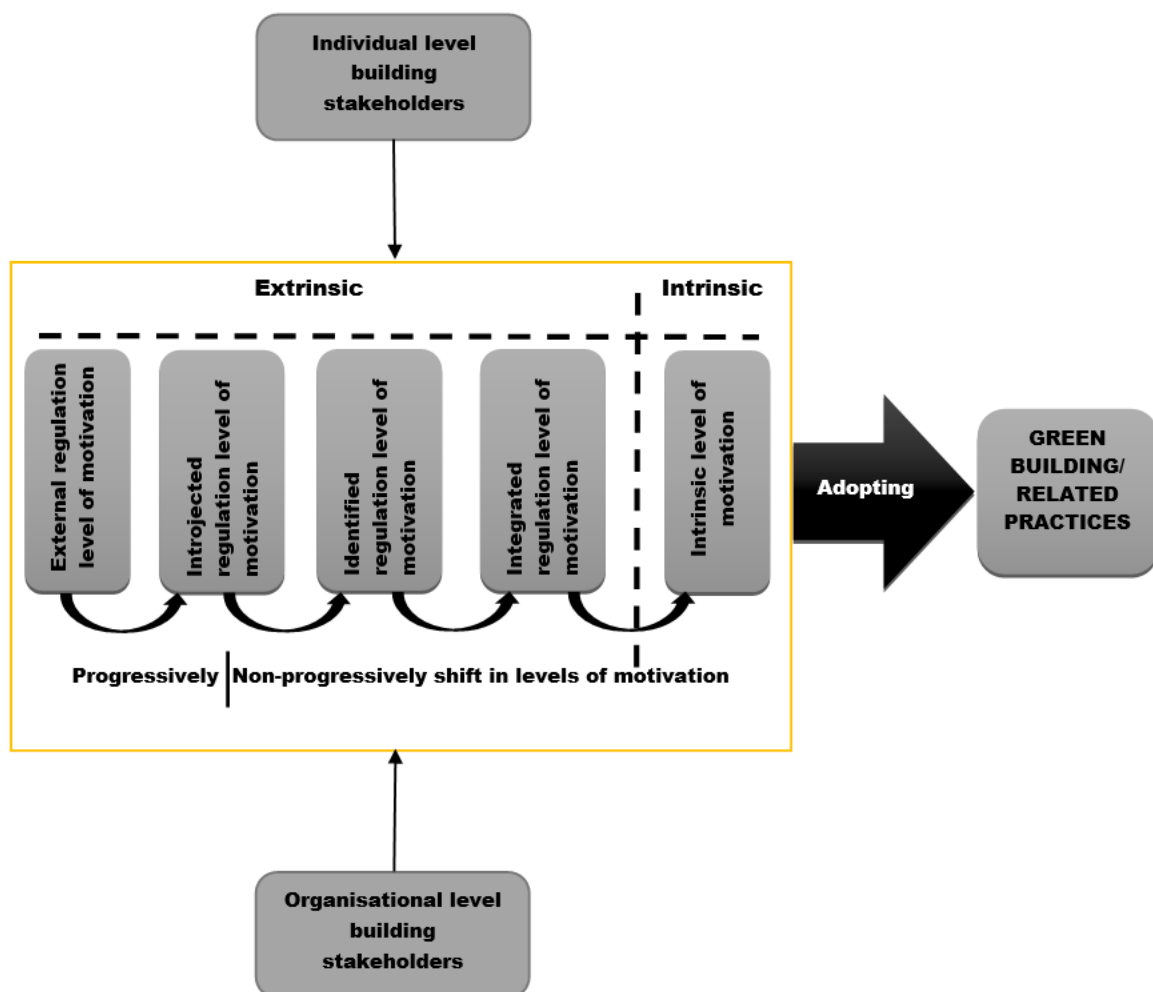 Individual level
building
stakeholders
Extrinsic
Intrinsic
External regulation
level of motivation
Introjected
regulation level of
motivation
Identified
regulation level of
motivation
Integrated
regulation level of
motivation
Intrinsic level of
motivation
Adopting
GREEN
BUILDING/
RELATED
PRACTICES
Progressively
Non-progressively shift in levels of motivation
Organisational level
building
stakeholders